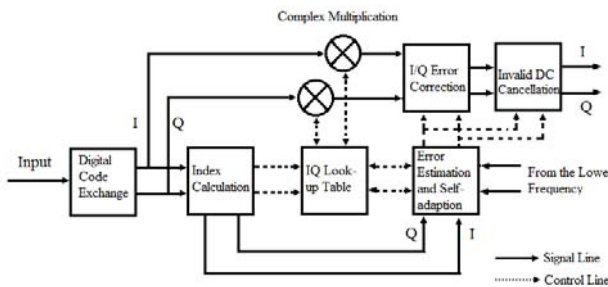 Complex Multiplication
I
I/Q Error
Correction
Invalid DC
Cancellation
Q
I
Q
Input
Digital
Code
Exchange
Index
Calculation
IQ Look-
up Table
Error
Estimation
and Self-
adaption
From the Lower
Frequency
Q
I
Signal Line
Control Line